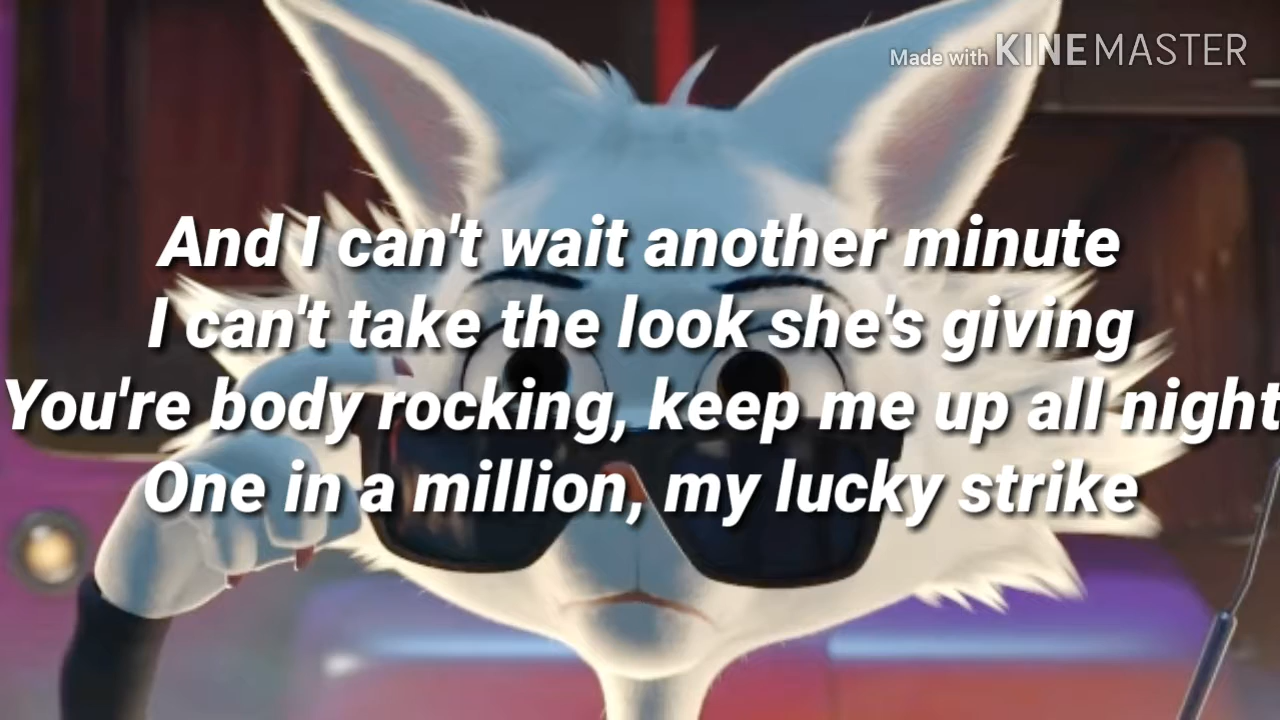 Made with KINEMASTER
And I can't wait another minute
I can't take the look she's giving
You're body rocking, keep me up all night
One in a million, my lucky strike